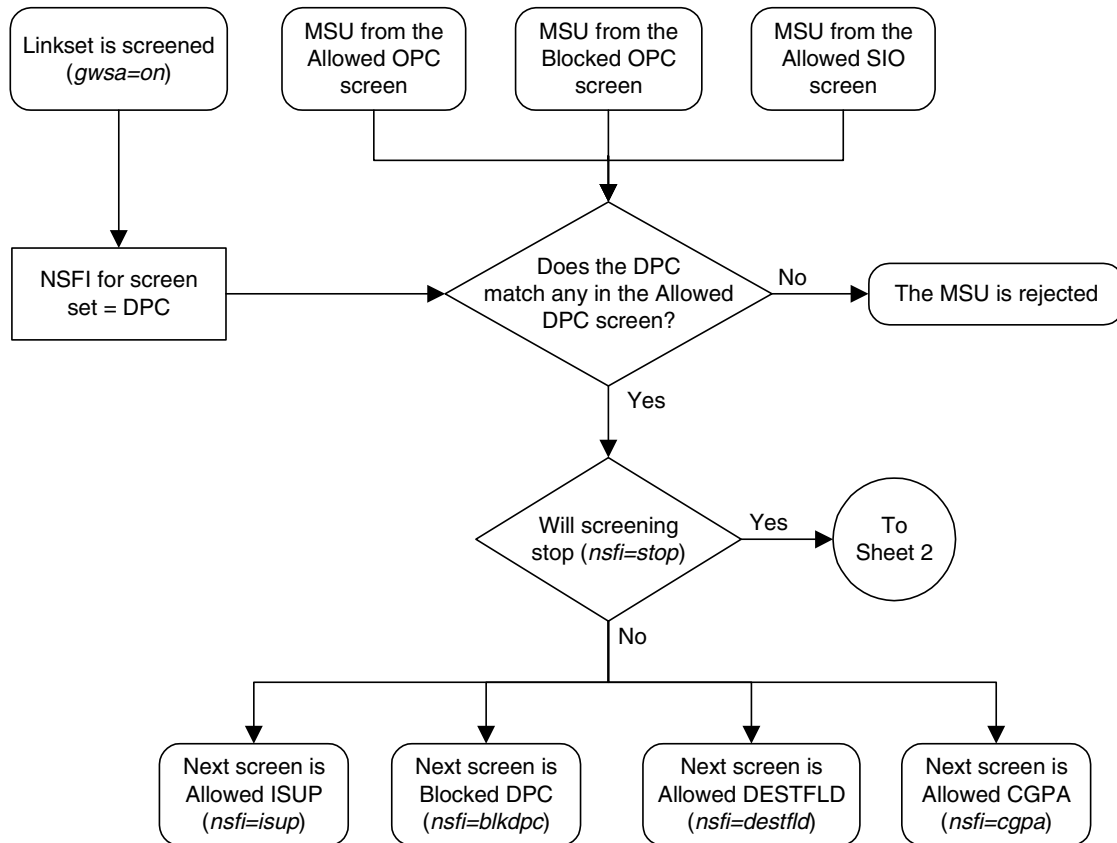 Linkset is screened
(gwsa=on)
MSU from the
Allowed OPC
screen
MSU from the
Blocked OPC
screen
MSU from the
Allowed SIO
screen
NSFI for screen
set = DPC
Does the DPC
match any in the Allowed
DPC screen?
No
The MSU is rejected
Yes
Will screening
stop (nsfi=stop)
Yes
To
Sheet 2
No
Next screen is
Allowed ISUP
(nsfi=isup)
Next screen is
Blocked DPC
(nsfi=blkdpc)
Next screen is
Allowed DESTFLD
(nsfi=destfld)
Next screen is
Allowed CGPA
(nsfi=cgpa)